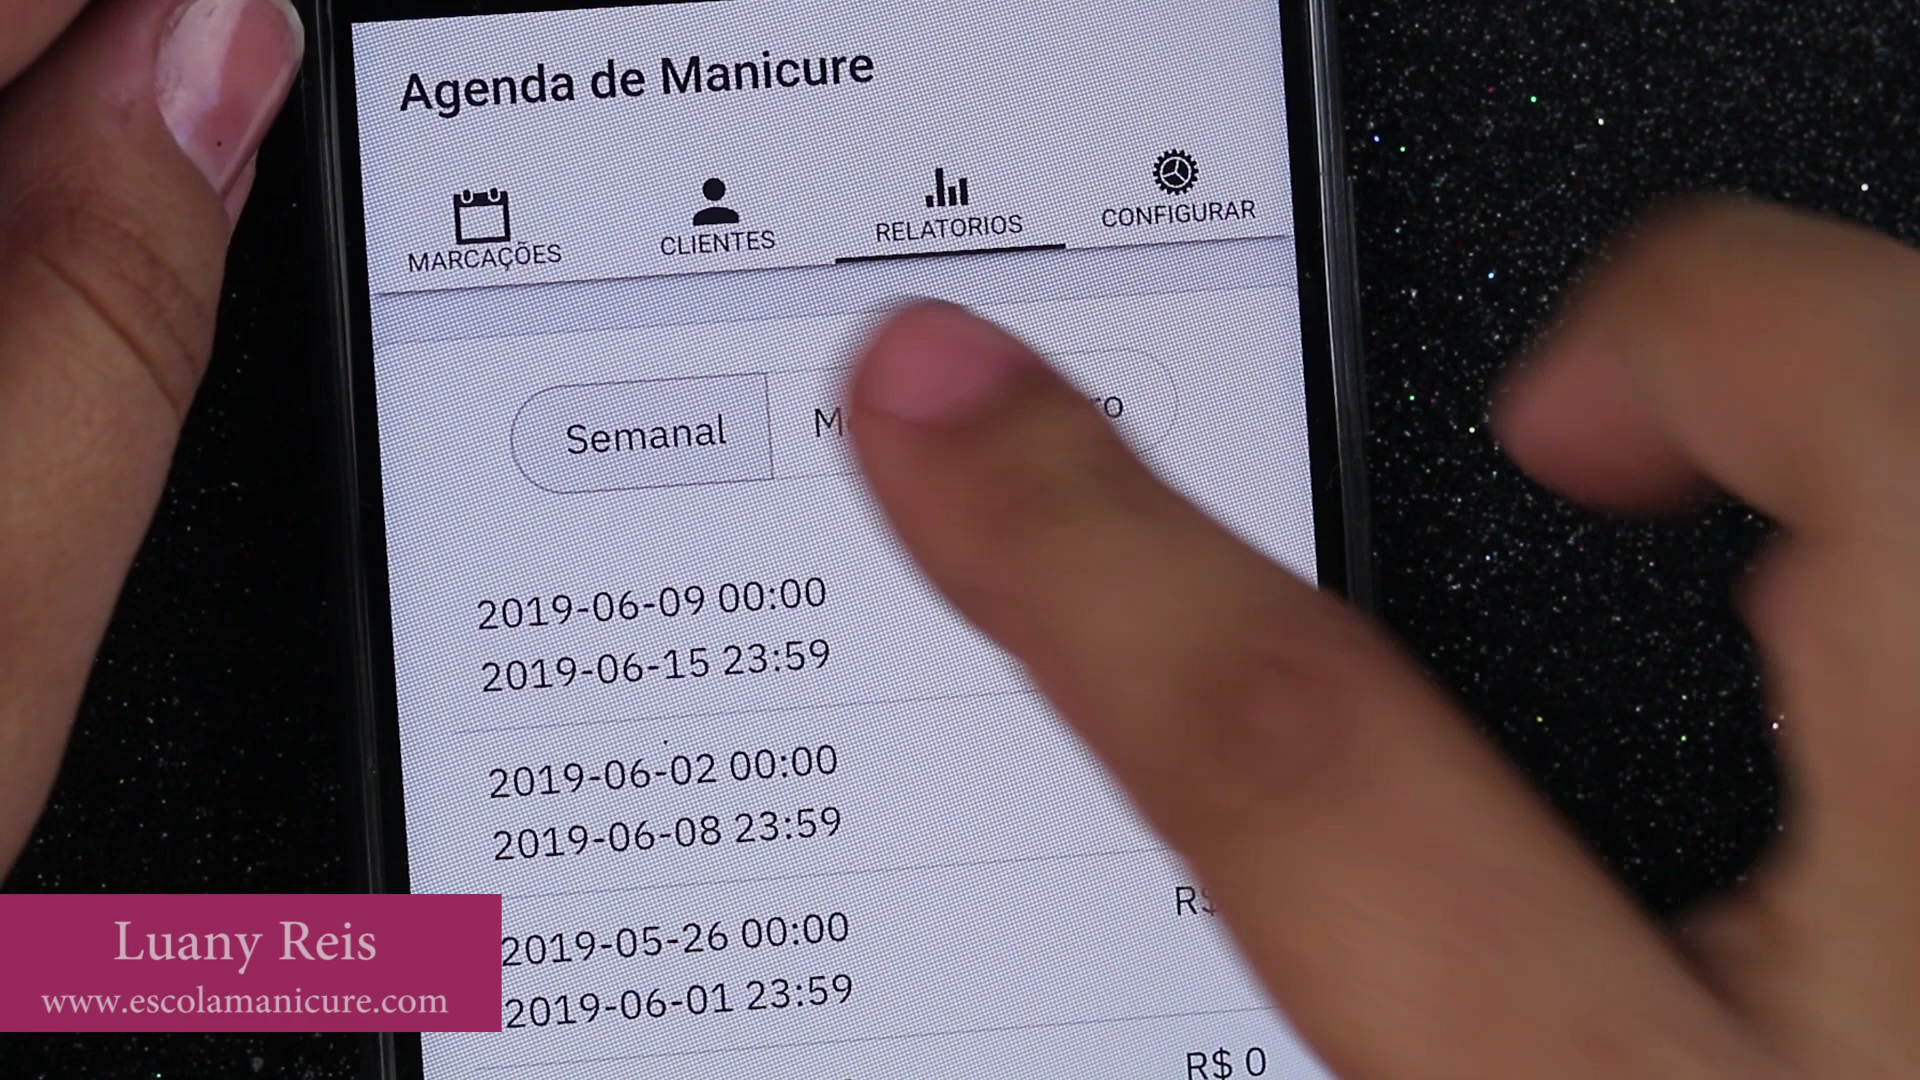 Agenda de Manicure
MARCAÇÕES
CLIENTES
RELATORIOS
CONFIGURAR
Semanal
2019-06-09 00:00
2019-06-15 23:59
2019-06-02 00:00
2019-06-08 23:59
2019-05-26 00:00
2019-06-01 23:59
R$
R$ 0
Luany Reis
www.escolamanicure.com